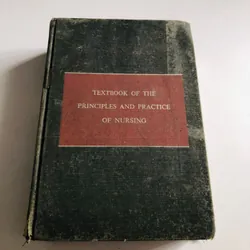 TEXTBOOK OF THE
PRINCIPLES AND PRACTICE
OF NURSING